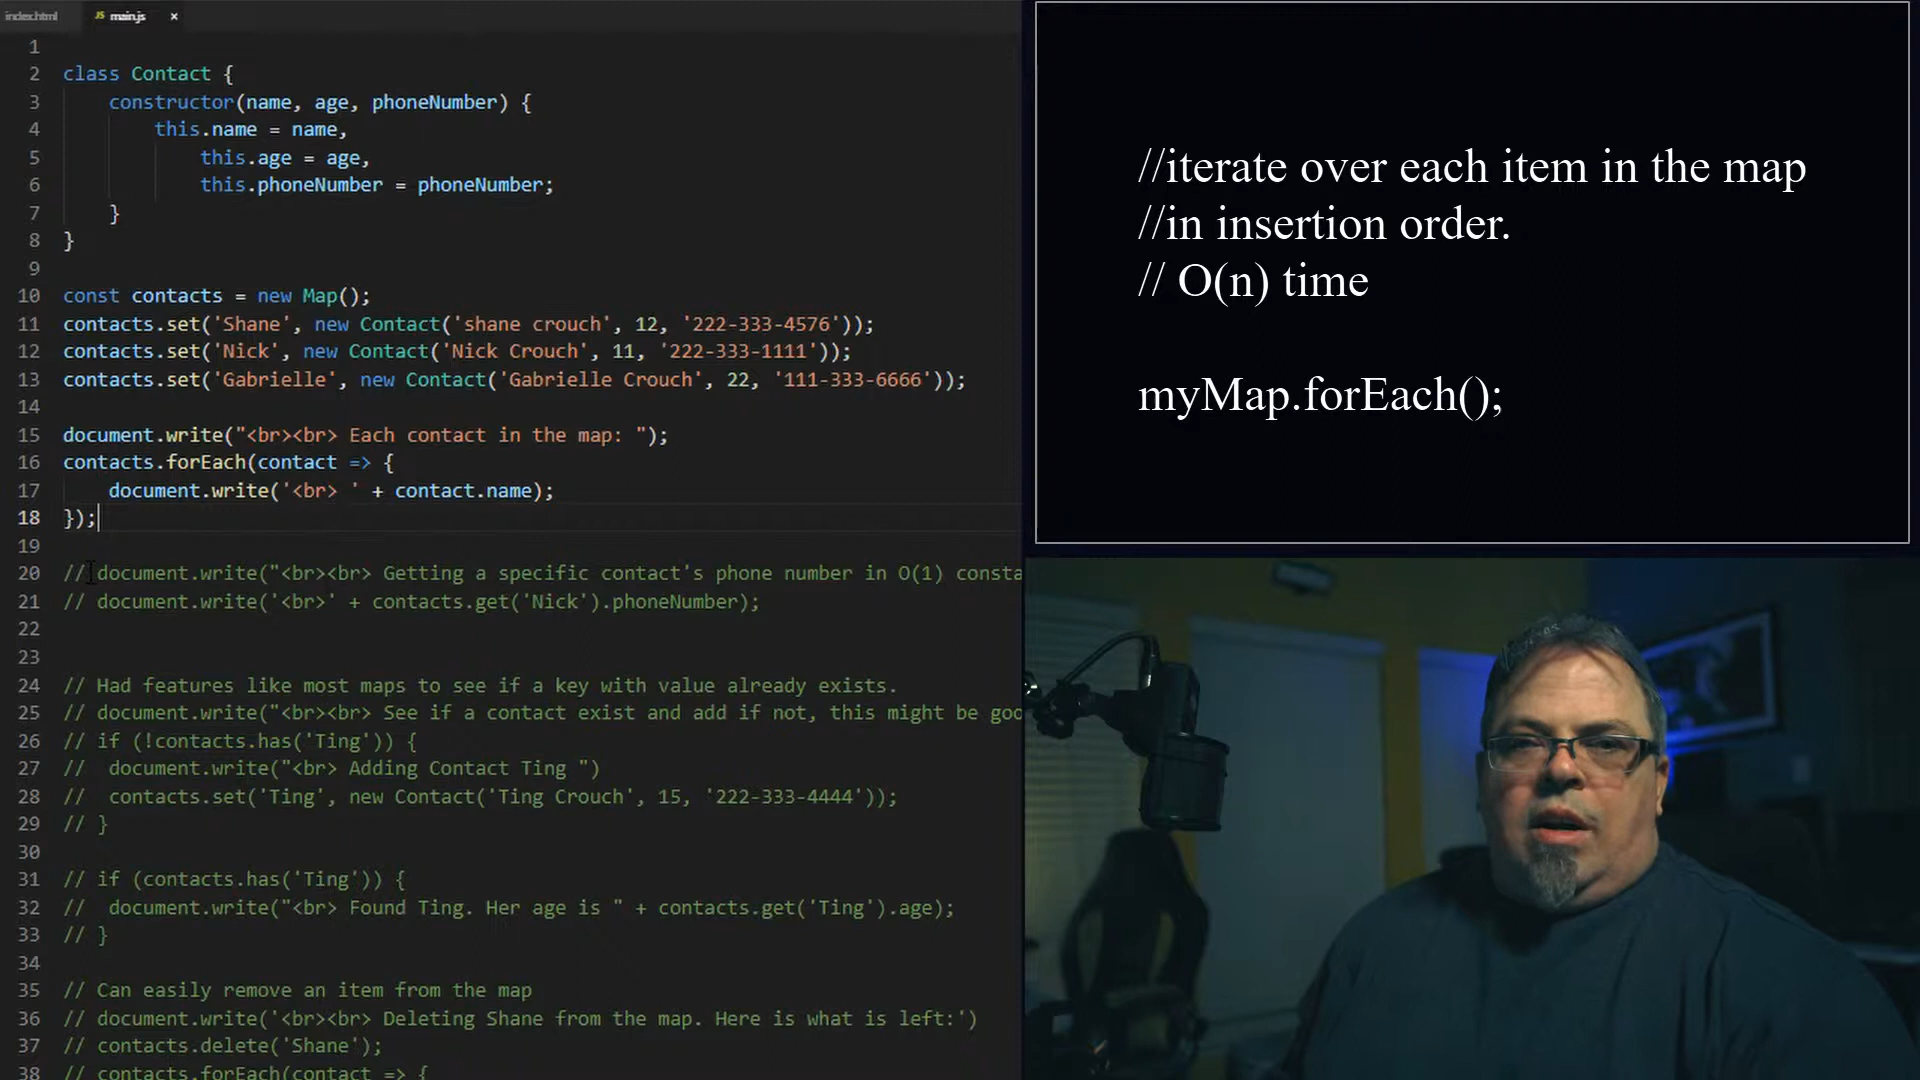 index.html
JS main.js ×
1
2 class Contact {
3 constructor(name, age, phoneNumber) {
4 this.name = name,
5 this.age = age,
6 this.phoneNumber = phoneNumber;
7 }
8 }
9
10 const contacts = new Map();
11 contacts.set('Shane', new Contact('shane crouch', 12, '222-333-4576'));
12 contacts.set('Nick', new Contact('Nick Crouch', 11, '222-333-1111'));
13 contacts.set('Gabrielle', new Contact('Gabrielle Crouch', 22, '111-333-6666'));
14
15 document.write("<br><br> Each contact in the map: ");
16 contacts.forEach(contact => {
17 document.write('<br> ' + contact.name);
18 });
19
20 // document.write("<br><br> Getting a specific contact's phone number in O(1) consta
21 // document.write('<br>' + contacts.get('Nick').phoneNumber);
22
23
24 // Had features like most maps to see if a key with value already exists.
25 // document.write("<br><br> See if a contact exist and add if not, this might be goo
26 // if (!contacts.has('Ting')) {
27 // document.write("<br> Adding Contact Ting ")
28 // contacts.set('Ting', new Contact('Ting Crouch', 15, '222-333-4444'));
29 // }
30
31 // if (contacts.has('Ting')) {
32 // document.write("<br> Found Ting. Her age is " + contacts.get('Ting').age);
33 // }
34
35 // Can easily remove an item from the map
36 // document.write('<br><br> Deleting Shane from the map. Here is what is left:')
37 // contacts.delete('Shane');
38 // contacts.forEach(contact => {
//iterate over each item in the map
//in insertion order.
// O(n) time
myMap.forEach();